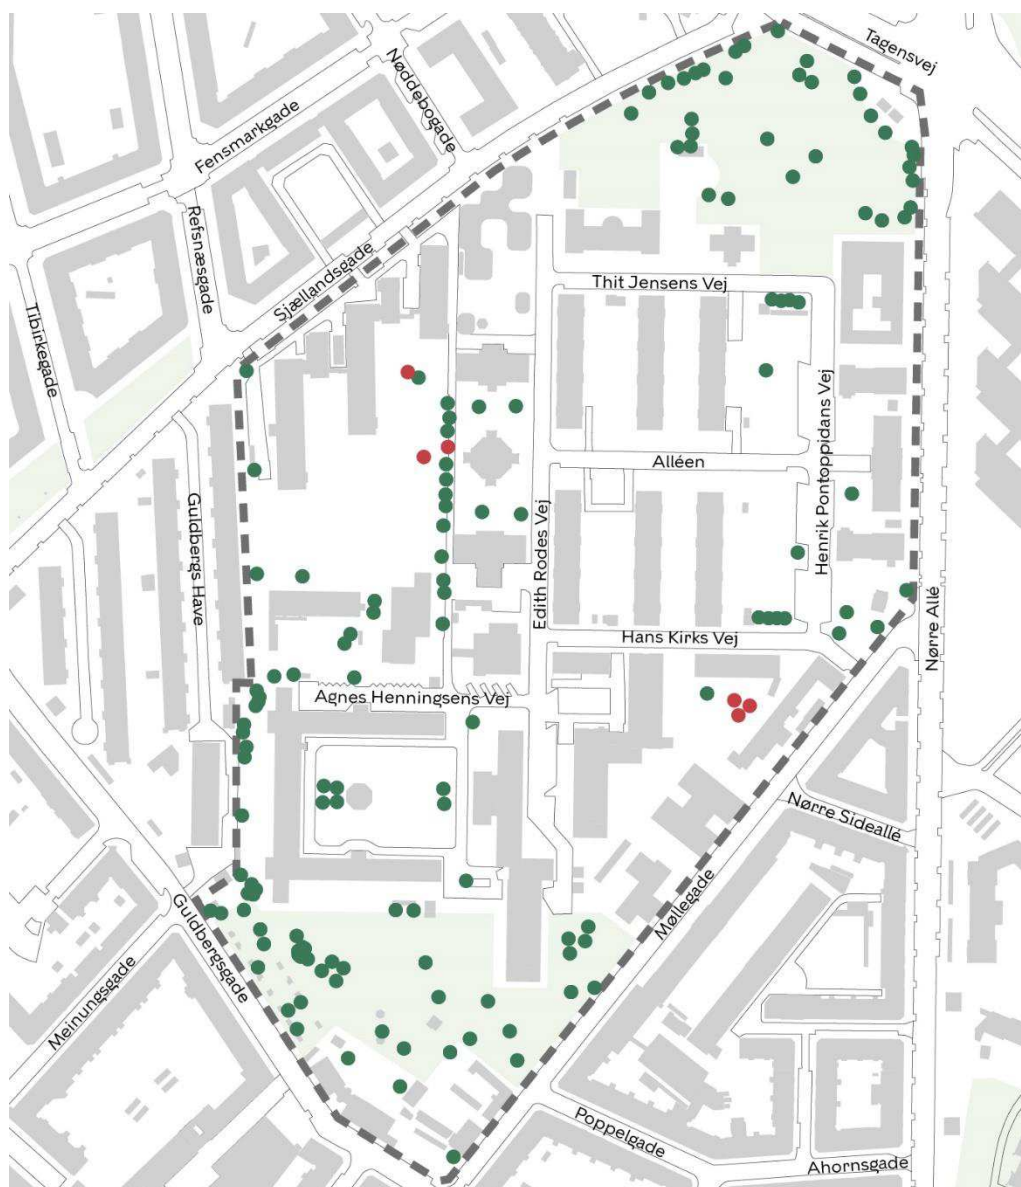 Tagensvej
Nøddebogade
Fensmarkgade
Refsnæsgade
Sjællandsgade
Tibirkegade
Thit Jensens Vej
Henrik Pontoppidans Vej
Alléen
Guldbergs Have
Edith Rodes Vej
Nørre Allé
Hans Kirks Vej
Agnes Henningsens Vej
Nørre Sideallé
Møllegade
Guldbergsgade
Meinungsgade
Poppelgade
Ahornsgade